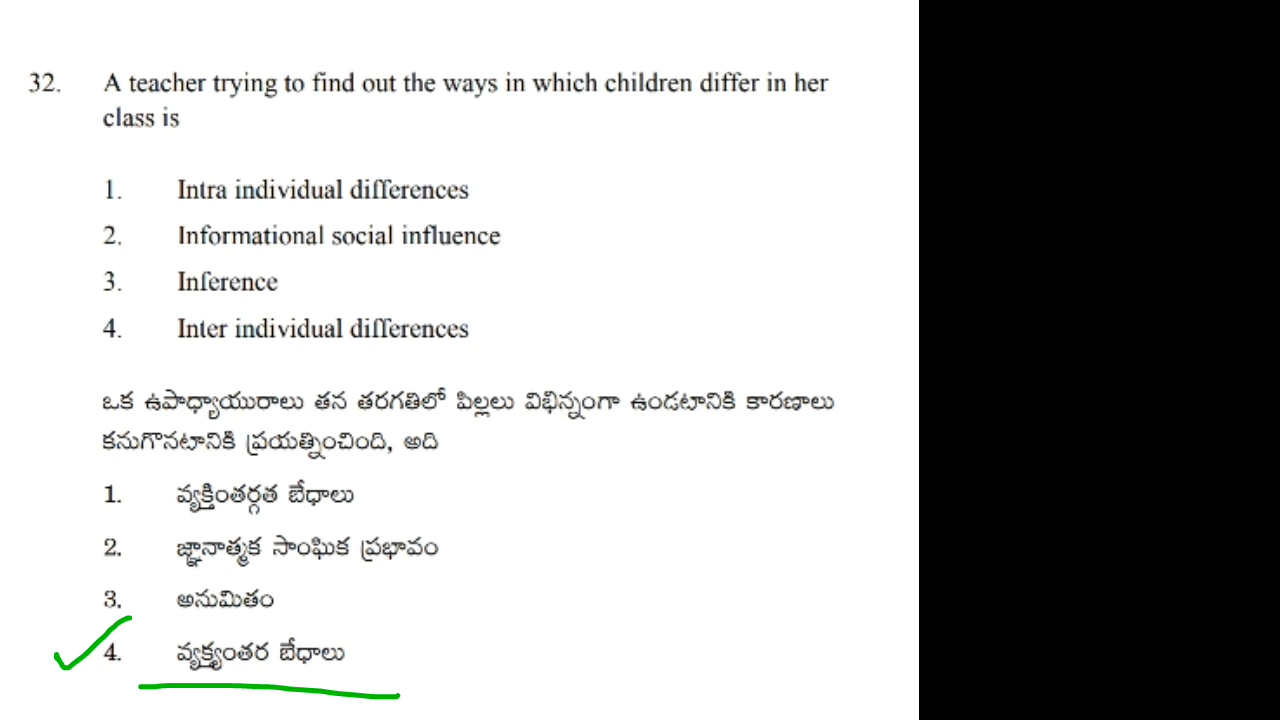 32. A teacher trying to find out the ways in which children differ in her
class is
1. Intra individual differences
2. Informational social influence
3. Inference
4. Inter individual differences
ఒక ఉపాధ్యాయురాలు తన తరగతిలో పిల్లలు విభిన్నంగా ఉండటానికి కారణాలు
కనుగొనటానికి ప్రయత్నించింది, అది
1. వ్యక్తింతర్గత బేధాలు
2. జ్ఞానాత్మక సాంఘిక ప్రభావం
3. అనుమితం
4. వ్యక్త్యంతర బేధాలు